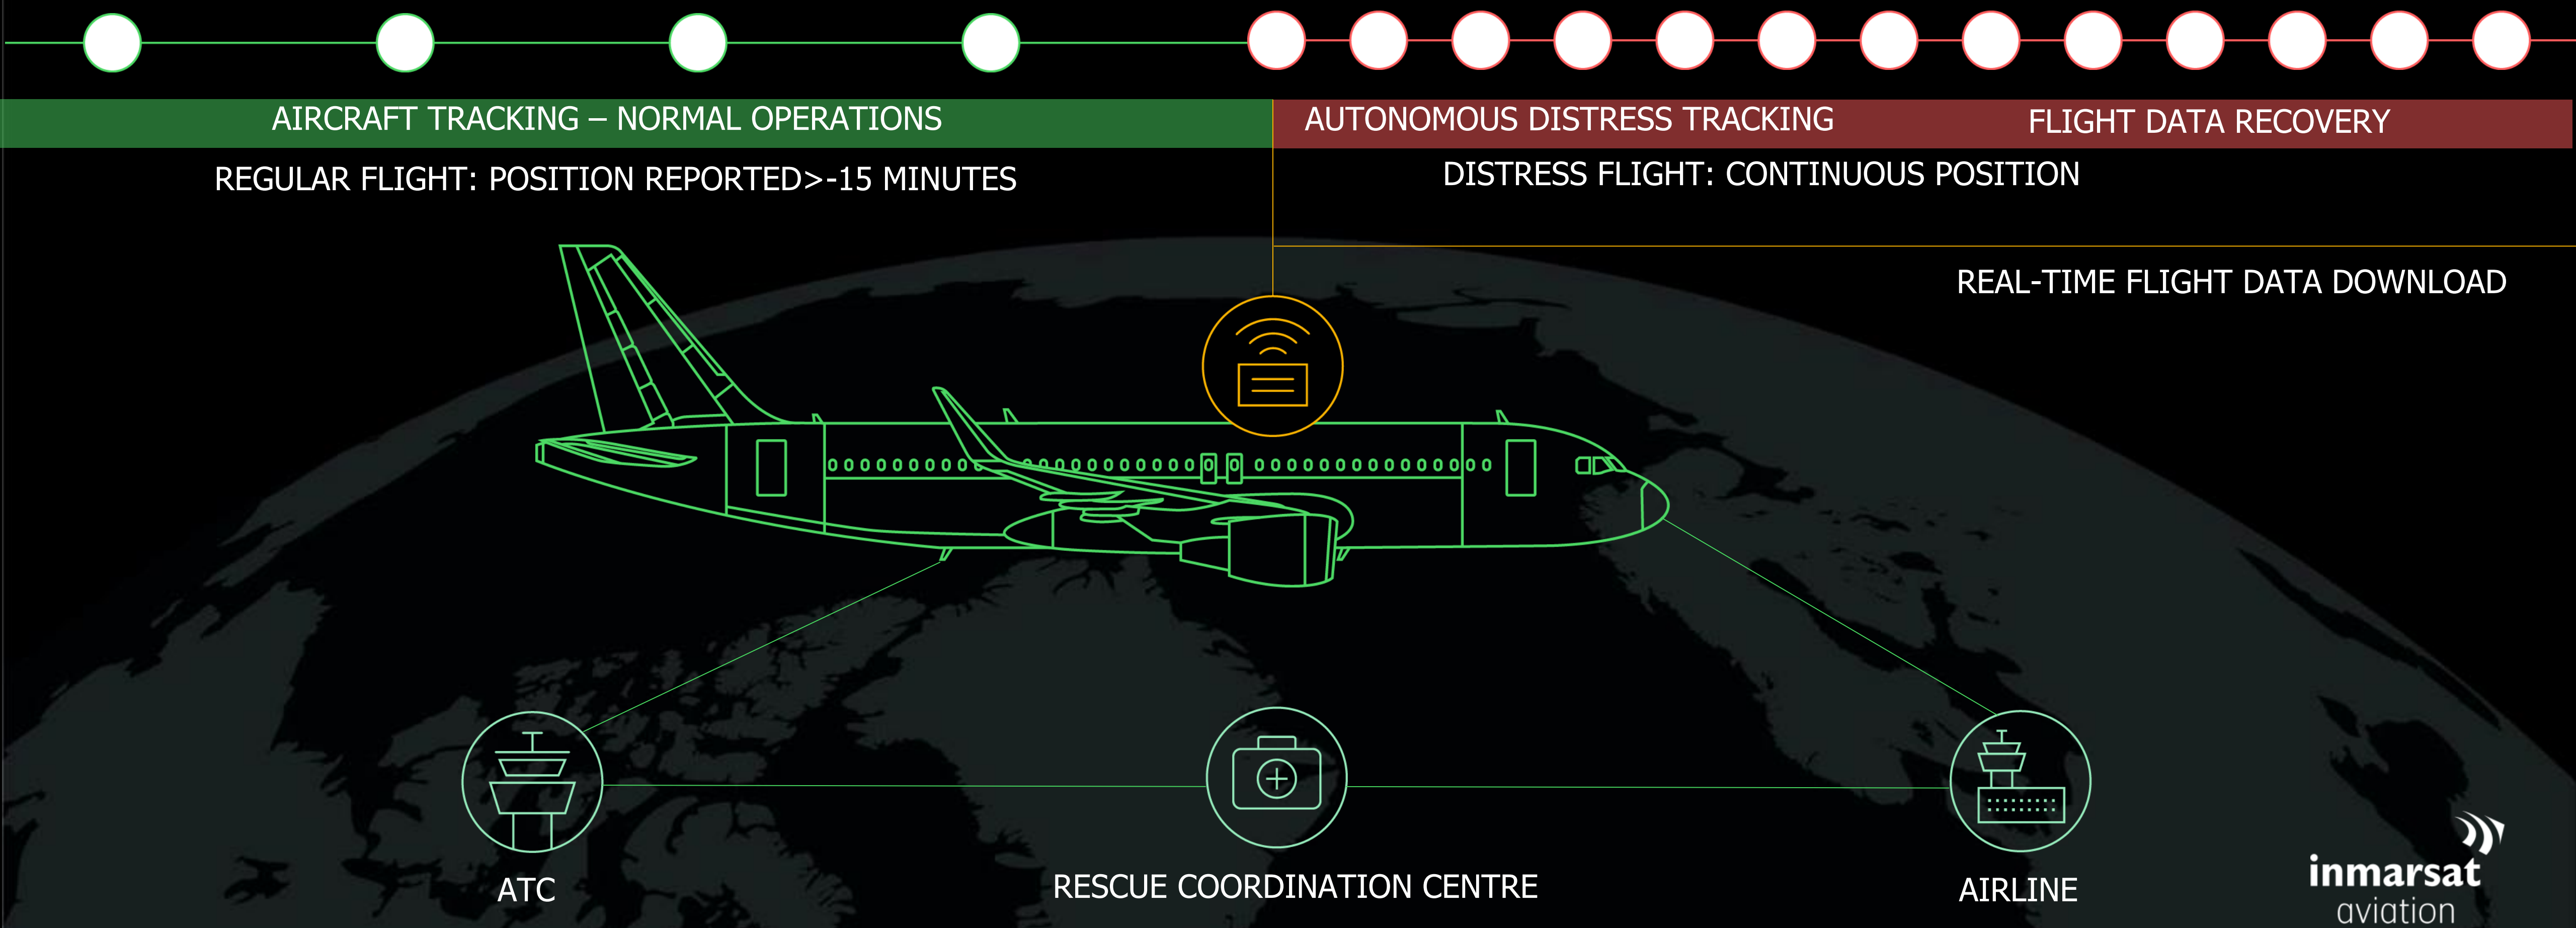 AIRCRAFT TRACKING – NORMAL OPERATIONS
AUTONOMOUS DISTRESS TRACKING
FLIGHT DATA RECOVERY
REGULAR FLIGHT: POSITION REPORTED>-15 MINUTES
DISTRESS FLIGHT: CONTINUOUS POSITION
REAL-TIME FLIGHT DATA DOWNLOAD
ATC
RESCUE COORDINATION CENTRE
AIRLINE
inmarsat
aviation